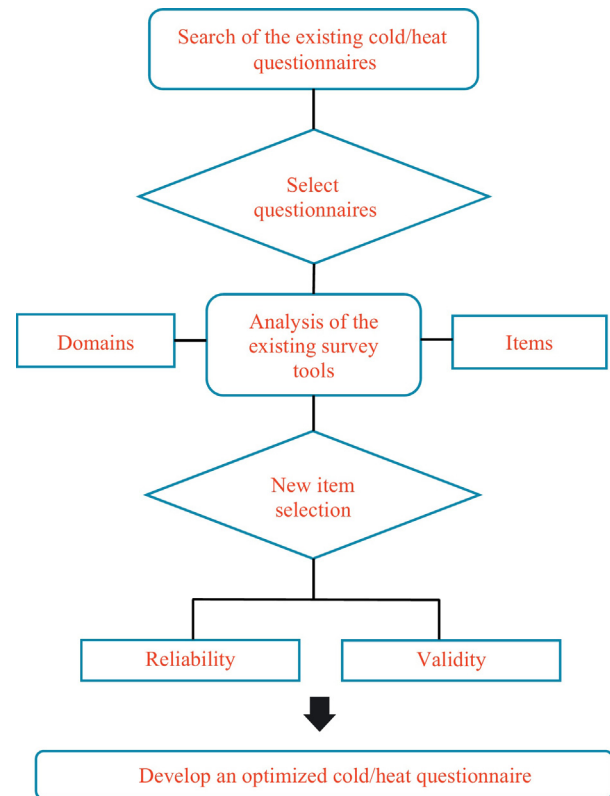 Search of the existing cold/heat
questionnaires
Select
questionnaires
Domains
Analysis of the
existing survey
tools
Items
New item
selection
Reliability
Validity
Develop an optimized cold/heat questionnaire